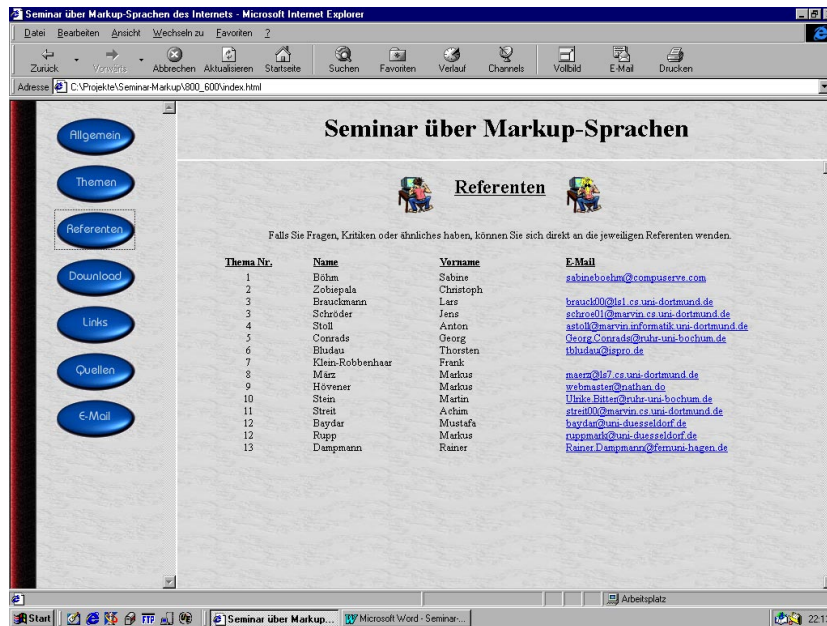 Seminar über Markup-Sprachen des Internets - Microsoft Internet Explorer
Datei Bearbeiten Ansicht Wechseln zu Favoriten ?
Zurück Vorwärts Abbrechen Aktualisieren Startseite Suchen Favoriten Verlauf Channels Vollbild E-Mail Drucken
Adresse C:\Projekte\Seminar-Markup\800_600\index.html
Allgemein
Themen
Referenten
Download
Links
Quellen
E-Mail
Seminar über Markup-Sprachen
Referenten
Falls Sie Fragen, Kritiken oder ähnliches haben, können Sie sich direkt an die jeweiligen Referenten wenden.
Thema Nr. Name Vorname E-Mail
1 Böhm Sabine sabineboehm@compuserve.com
2 Zobiepala Christoph
3 Brauckmann Lars brauck00@ls1.cs.uni-dortmund.de
3 Schröder Jens schroe01@marvin.cs.uni-dortmund.de
4 Stoll Anton astoll@marvin.informatik.uni-dortmund.de
5 Conrads Georg Georg.Conrads@ruhr-uni-bochum.de
6 Bludau Thorsten tbludau@ispro.de
7 Klein-Robbenhaar Frank
8 März Markus maerz@ls7.cs.uni-dortmund.de
9 Hövener Markus webmaster@nathan.do
10 Stein Martin Ulrike.Bitter@ruhr-uni-bochum.de
11 Streit Achim streit00@marvin.cs.uni-dortmund.de
12 Baydar Mustafa baydar@uni-duesseldorf.de
12 Rupp Markus ruppmark@uni-duesseldorf.de
13 Dampmann Rainer Rainer.Dampmann@fernuni-hagen.de
Arbeitsplatz
Start FTP Seminar über Markup... Microsoft Word - Seminar-...